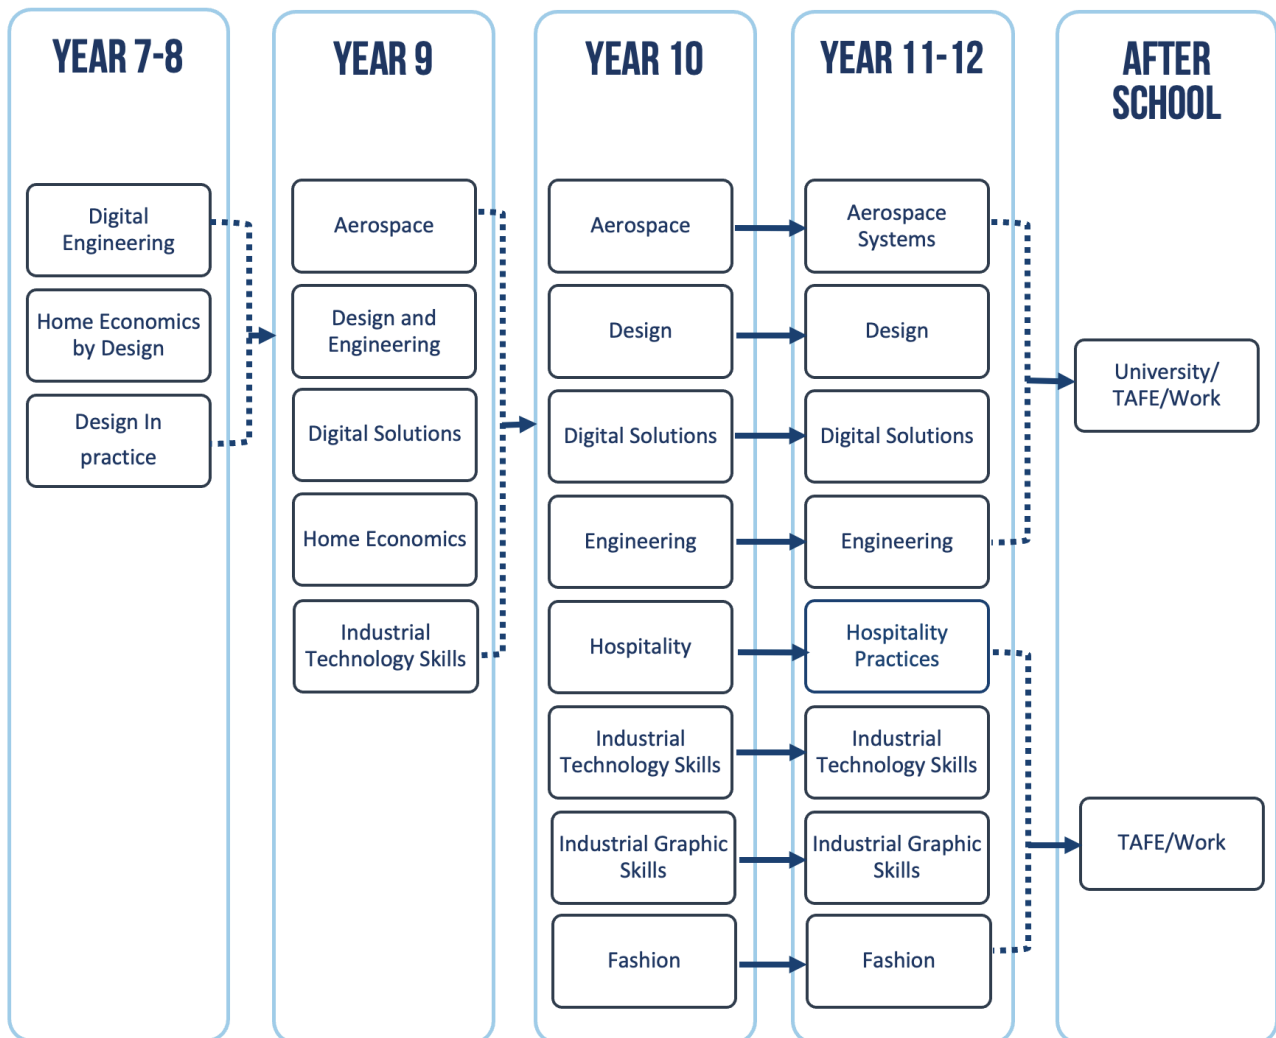 YEAR 7-8
Digital
Engineering
Home Economics
by Design
Design In
practice
YEAR 9
Aerospace
Design and
Engineering
Digital Solutions
Home Economics
Industrial
Technology Skills
YEAR 10
Aerospace
Design
Digital Solutions
Engineering
Hospitality
Industrial
Technology Skills
Industrial Graphic
Skills
Fashion
YEAR 11-12
Aerospace
Systems
Design
Digital Solutions
Engineering
Hospitality
Practices
Industrial
Technology Skills
Industrial Graphic
Skills
Fashion
AFTER
SCHOOL
University/
TAFE/Work
TAFE/Work